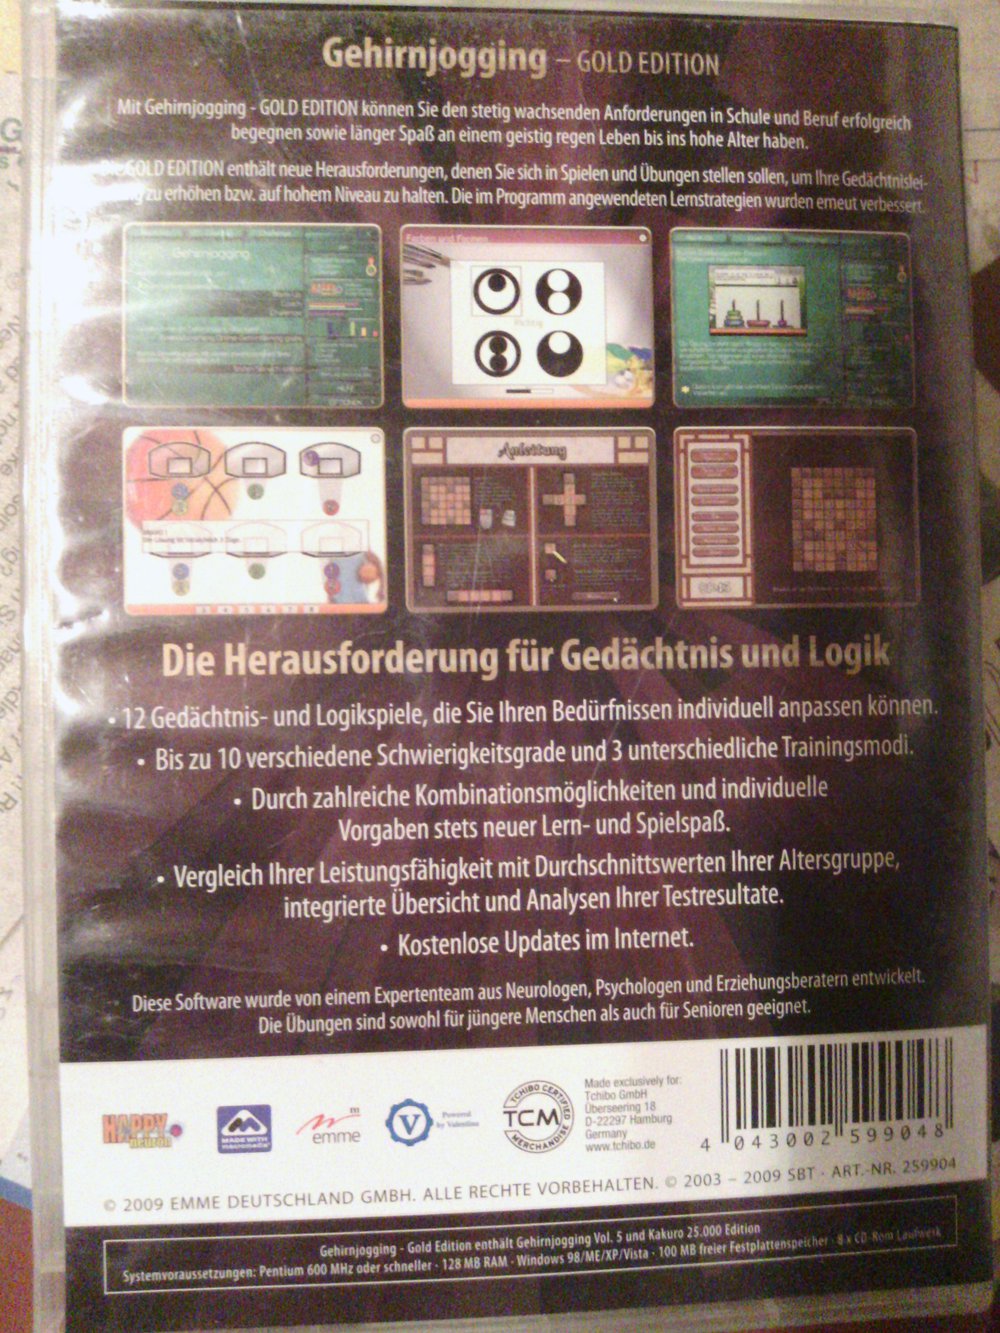 Gehirnjogging – GOLD EDITION
Mit Gehirnjogging - GOLD EDITION können Sie den stetig wachsenden Anforderungen in Schule und Beruf erfolgreich
begegnen sowie länger Spaß an einem geistig regen Leben bis ins hohe Alter haben.
GOLD EDITION enthält neue Herausforderungen, denen Sie sich in Spielen und Übungen stellen sollen, um Ihre Gedächtnislei-
zu erhöhen bzw. auf hohem Niveau zu halten. Die im Programm angewendeten Lernstrategien wurden erneut verbessert.
Gehirnjogging
Farben und Formen
Richtig
Anleitung
Die Herausforderung für Gedächtnis und Logik
• 12 Gedächtnis- und Logikspiele, die Sie Ihren Bedürfnissen individuell anpassen können.
• Bis zu 10 verschiedene Schwierigkeitsgrade und 3 unterschiedliche Trainingsmodi.
• Durch zahlreiche Kombinationsmöglichkeiten und individuelle
Vorgaben stets neuer Lern- und Spielspaß.
• Vergleich Ihrer Leistungsfähigkeit mit Durchschnittswerten Ihrer Altersgruppe,
integrierte Übersicht und Analysen Ihrer Testresultate.
• Kostenlose Updates im Internet.
Diese Software wurde von einem Expertenteam aus Neurologen, Psychologen und Erziehungsberatern entwickelt.
Die Übungen sind sowohl für jüngere Menschen als auch für Senioren geeignet.
HAPPY
neuron
MADE WITH
macromedia
emme
V
Powered
by Valentina
TCHIBO CERTIFIED
TCM
MERCHANDISE
Made exclusively for:
Tchibo GmbH
Überseering 18
D-22297 Hamburg
Germany
www.tchibo.de
4 043002 599048
© 2009 EMME DEUTSCHLAND GMBH. ALLE RECHTE VORBEHALTEN. © 2003 – 2009 SBT · ART.-NR. 259904
Gehirnjogging - Gold Edition enthält Gehirnjogging Vol. 5 und Kakuro 25.000 Edition
Systemvoraussetzungen: Pentium 600 MHz oder schneller · 128 MB RAM · Windows 98/ME/XP/Vista · 100 MB freier Festplattenspeicher · 8 x CD-Rom Laufwerk